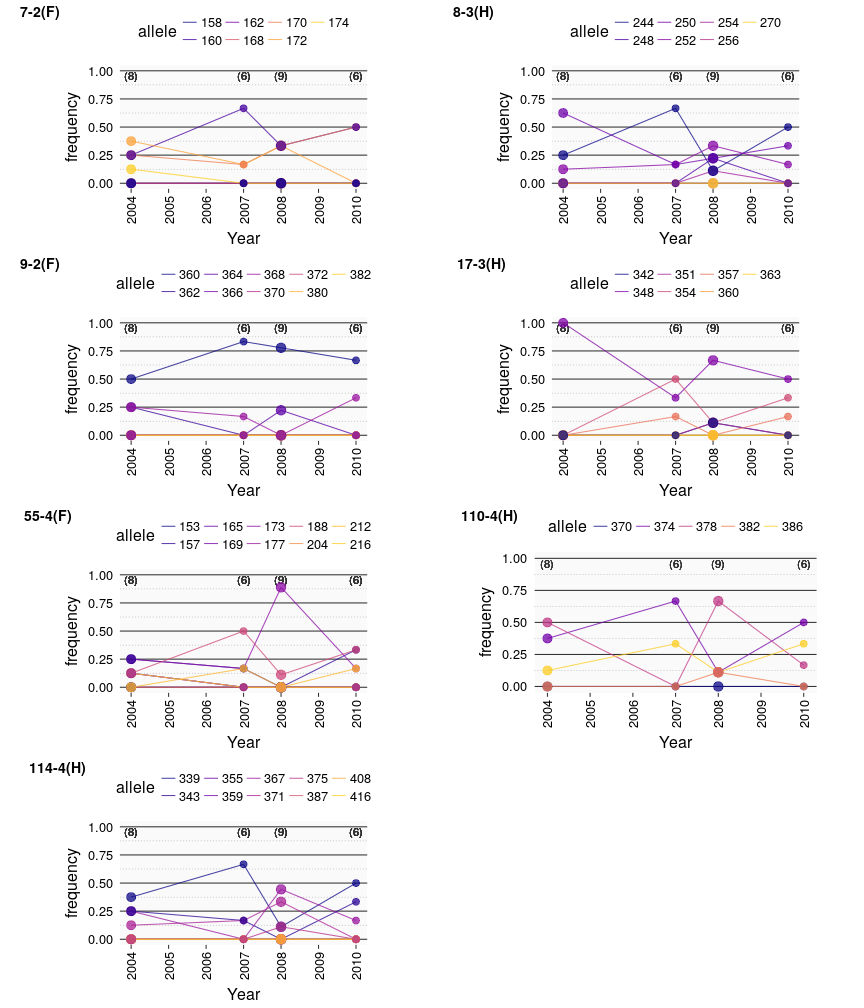 7-2(F)
allele 158 162 170 174
160 168 172
frequency
1.00
0.75
0.50
0.25
0.00
(8) (6) (9) (6)
2004 2005 2006 2007 2008 2009 2010
Year
8-3(H)
allele 244 250 254 270
248 252 256
frequency
1.00
0.75
0.50
0.25
0.00
(8) (6) (9) (6)
2004 2005 2006 2007 2008 2009 2010
Year
9-2(F)
allele 360 364 368 372 382
362 366 370 380
frequency
1.00
0.75
0.50
0.25
0.00
(8) (6) (9) (6)
2004 2005 2006 2007 2008 2009 2010
Year
17-3(H)
allele 342 351 357 363
348 354 360
frequency
1.00
0.75
0.50
0.25
0.00
(8) (6) (9) (6)
2004 2005 2006 2007 2008 2009 2010
Year
55-4(F)
allele 153 165 173 188 212
157 169 177 204 216
frequency
1.00
0.75
0.50
0.25
0.00
(8) (6) (9) (6)
2004 2005 2006 2007 2008 2009 2010
Year
110-4(H)
allele 370 374 378 382 386
frequency
1.00
0.75
0.50
0.25
0.00
(8) (6) (9) (6)
2004 2005 2006 2007 2008 2009 2010
Year
114-4(H)
allele 339 355 367 375 408
343 359 371 387 416
frequency
1.00
0.75
0.50
0.25
0.00
(8) (6) (9) (6)
2004 2005 2006 2007 2008 2009 2010
Year